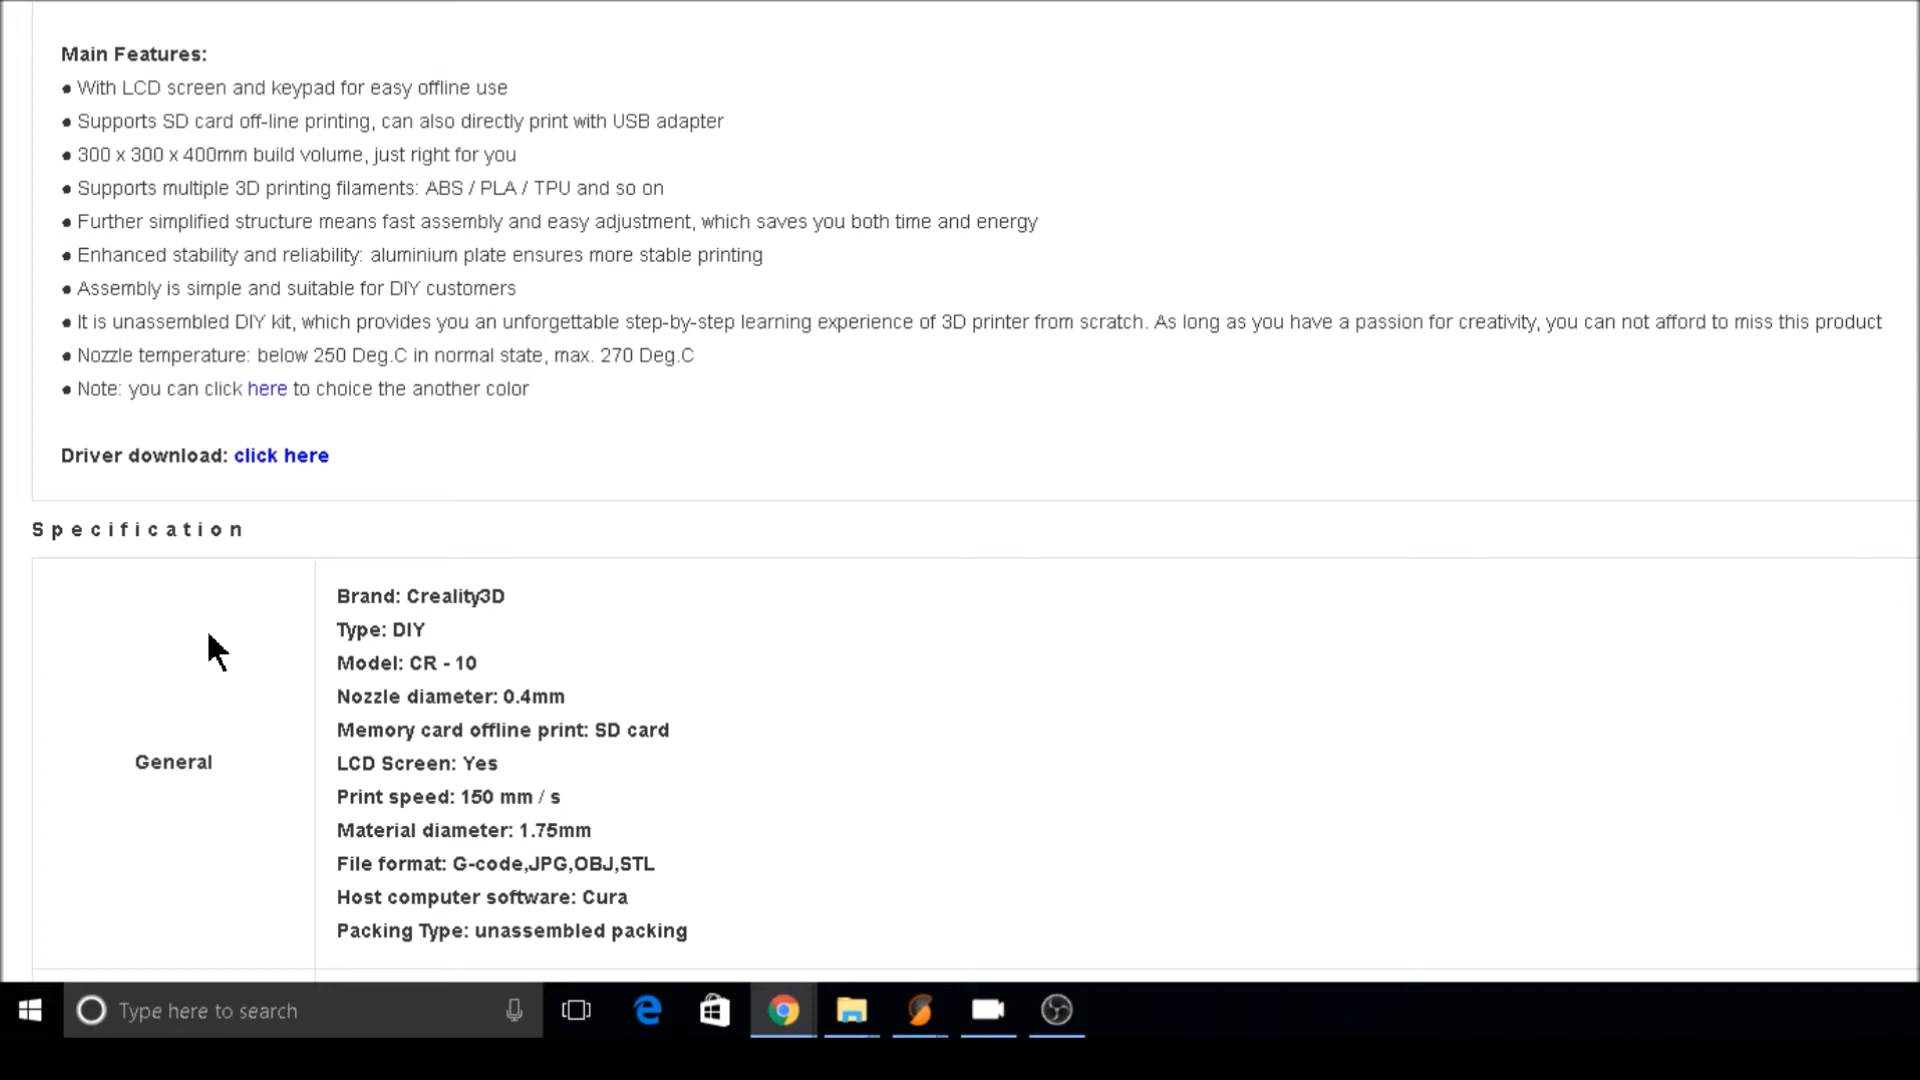 Main Features:
● With LCD screen and keypad for easy offline use
● Supports SD card off-line printing, can also directly print with USB adapter
● 300 x 300 x 400mm build volume, just right for you
● Supports multiple 3D printing filaments: ABS / PLA / TPU and so on
● Further simplified structure means fast assembly and easy adjustment, which saves you both time and energy
● Enhanced stability and reliability: aluminium plate ensures more stable printing
● Assembly is simple and suitable for DIY customers
● It is unassembled DIY kit, which provides you an unforgettable step-by-step learning experience of 3D printer from scratch. As long as you have a passion for creativity, you can not afford to miss this product
● Nozzle temperature: below 250 Deg.C in normal state, max. 270 Deg.C
● Note: you can click here to choice the another color
Driver download: click here
Specification
General
Brand: Creality3D
Type: DIY
Model: CR - 10
Nozzle diameter: 0.4mm
Memory card offline print: SD card
LCD Screen: Yes
Print speed: 150 mm / s
Material diameter: 1.75mm
File format: G-code,JPG,OBJ,STL
Host computer software: Cura
Packing Type: unassembled packing
Type here to search